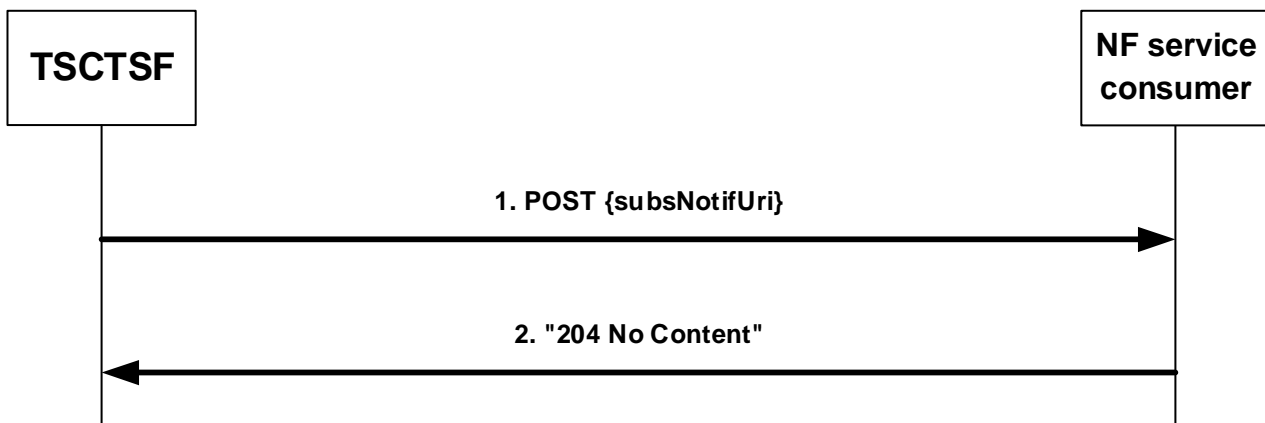 TSCTSF
NF service
consumer
1. POST {subsNotifUri}
2. "204 No Content"